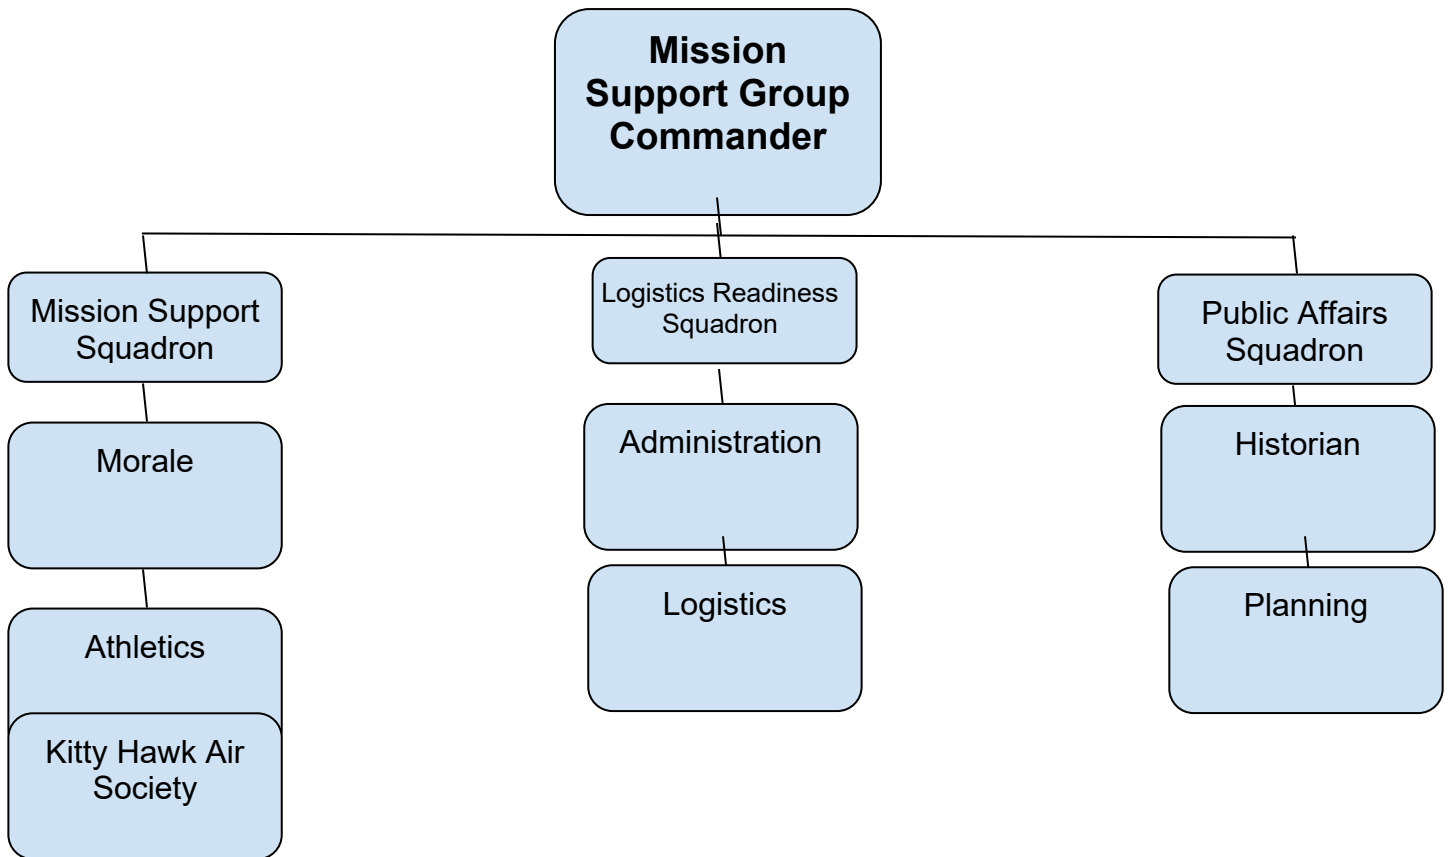 Mission
Support Group
Commander
Mission Support
Squadron
Logistics Readiness
Squadron
Public Affairs
Squadron
Morale
Administration
Historian
Athletics
Logistics
Planning
Kitty Hawk Air
Society